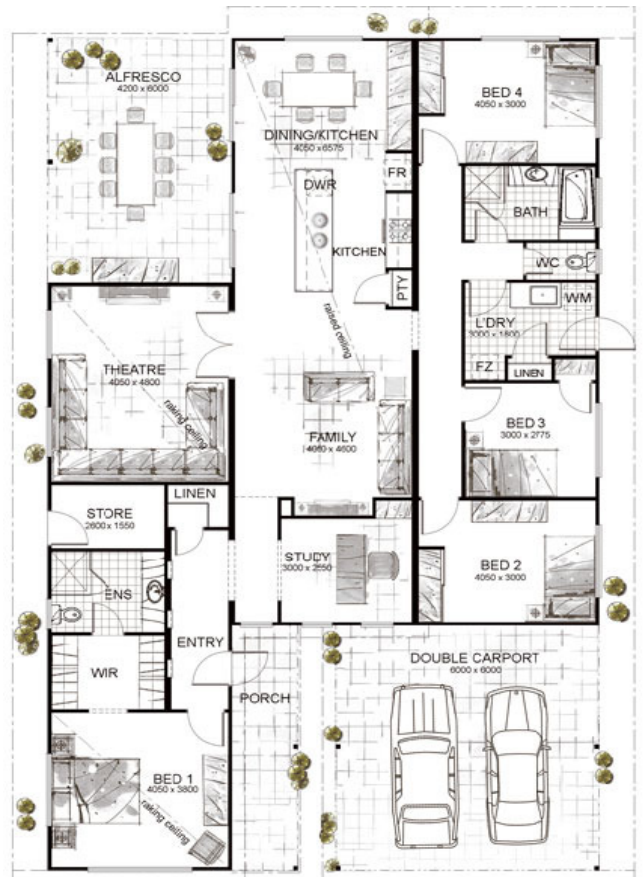 ALFRESCO
4200 x 6000
DINING/KITCHEN
4050 x 6575
BED 4
4050 x 3000
DWR
FR
BATH
KITCHEN
WC
PTY
L'DRY
3000 x 1800
WM
raised ceiling
THEATRE
4050 x 4800
FZ
LINEN
raking ceiling
FAMILY
4050 x 4600
BED 3
3000 x 2775
LINEN
STORE
2600 x 1550
STUDY
3000 x 2550
BED 2
4050 x 3000
ENS
ENTRY
WIR
DOUBLE CARPORT
6000 x 6000
PORCH
BED 1
4050 x 3800
raking ceiling